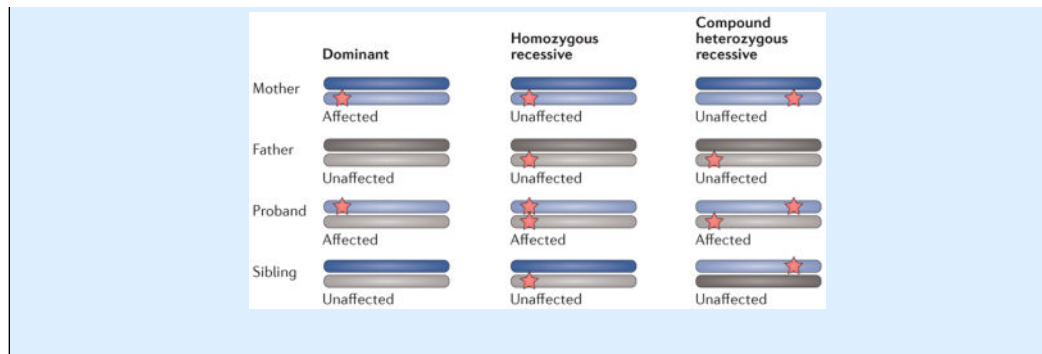 Dominant
Homozygous
recessive
Compound
heterozygous
recessive
Mother
Affected
Unaffected
Unaffected
Father
Unaffected
Unaffected
Unaffected
Proband
Affected
Affected
Affected
Sibling
Unaffected
Unaffected
Unaffected